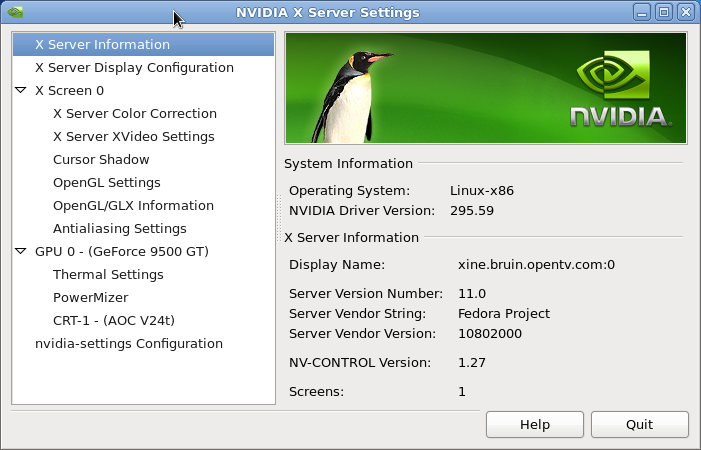 NVIDIA X Server Settings
X Server Information
X Server Display Configuration
X Screen 0
X Server Color Correction
X Server XVideo Settings
Cursor Shadow
OpenGL Settings
OpenGL/GLX Information
Antialiasing Settings
GPU 0 - (GeForce 9500 GT)
Thermal Settings
PowerMizer
CRT-1 - (AOC V24t)
nvidia-settings Configuration
NVIDIA.
System Information
Operating System: Linux-x86
NVIDIA Driver Version: 295.59
X Server Information
Display Name: xine.bruin.opentv.com:0
Server Version Number: 11.0
Server Vendor String: Fedora Project
Server Vendor Version: 10802000
NV-CONTROL Version: 1.27
Screens: 1
Help Quit